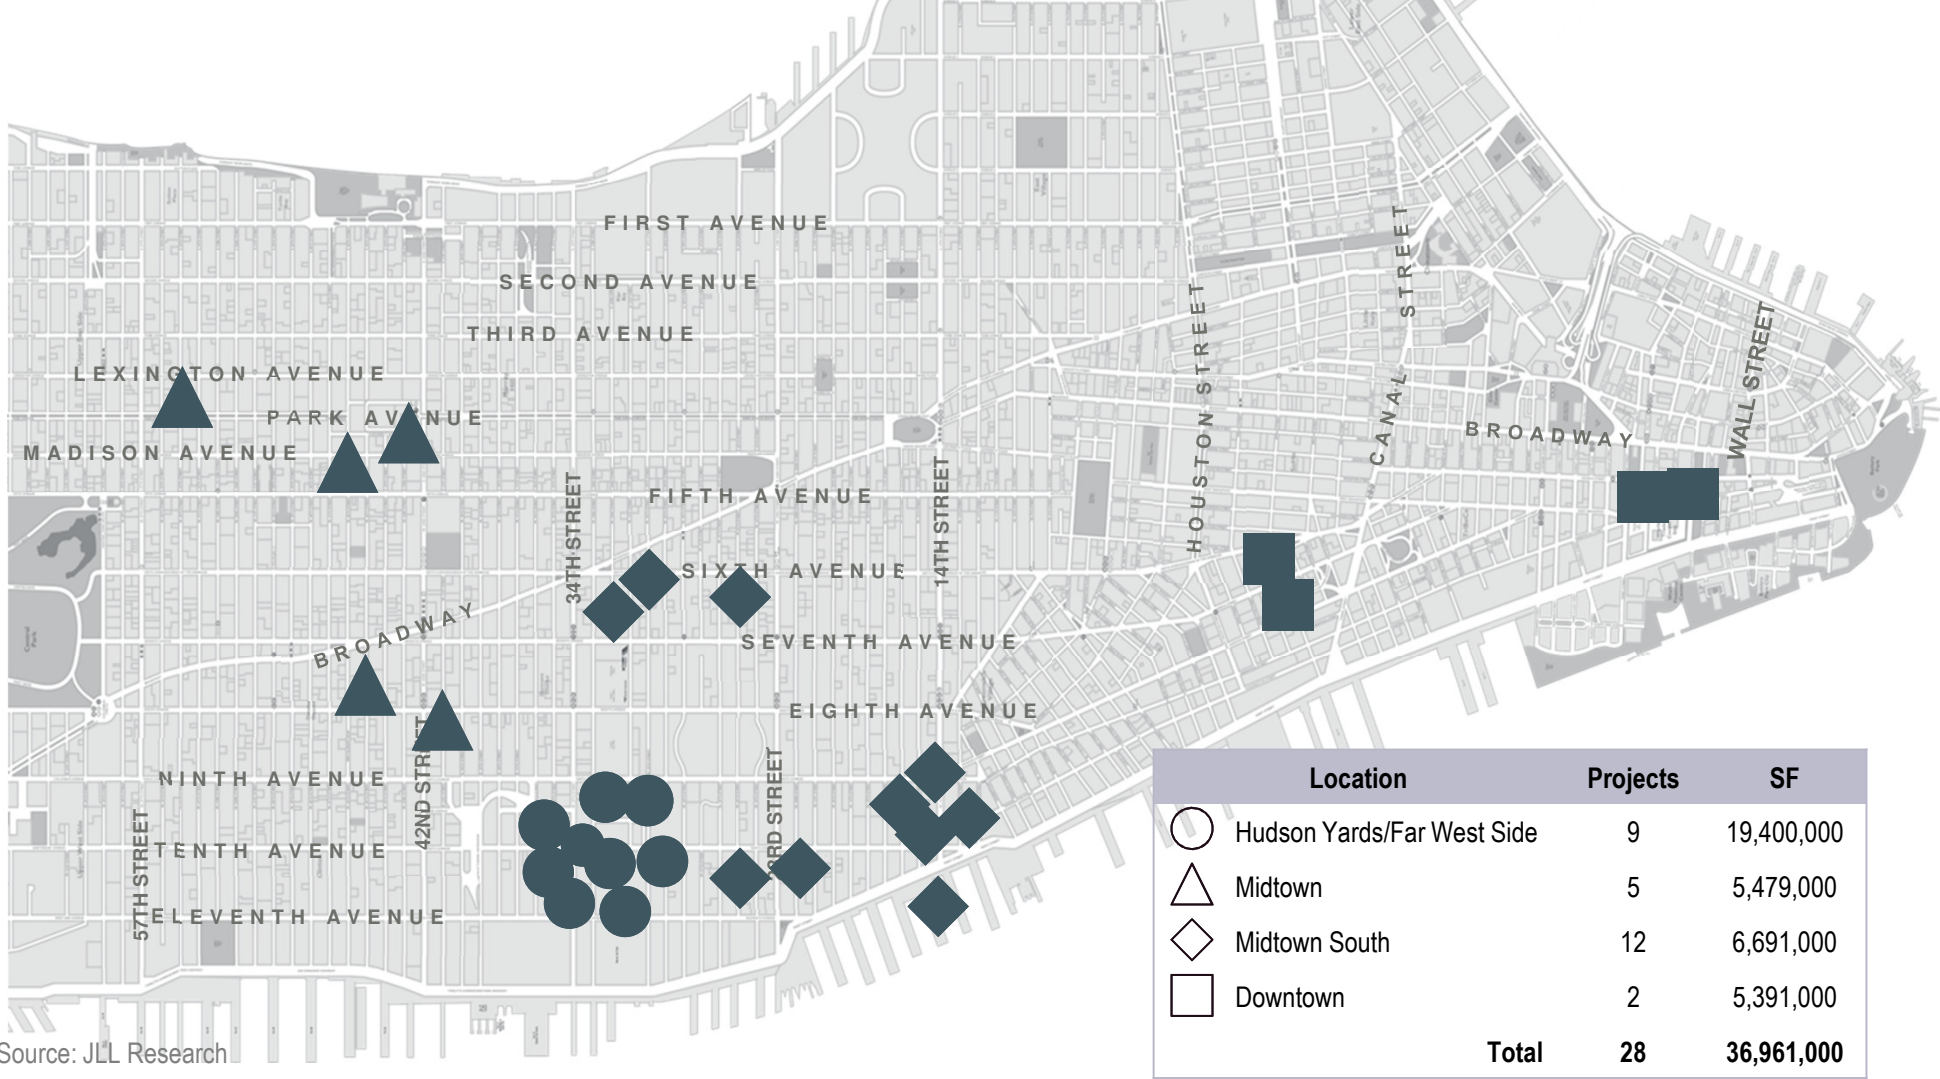 FIRST AVENUE
SECOND AVENUE
THIRD AVENUE
LEXINGTON AVENUE
PARK AVENUE
MADISON AVENUE
FIFTH AVENUE
SIXTH AVENUE
BROADWAY
SEVENTH AVENUE
EIGHTH AVENUE
NINTH AVENUE
TENTH AVENUE
ELEVENTH AVENUE
57TH STREET
42ND STREET
34TH STREET
23RD STREET
14TH STREET
HOUSTON STREET
CANAL STREET
BROADWAY
WALL STREET
Location Projects SF
Hudson Yards/Far West Side 9 19,400,000
Midtown 5 5,479,000
Midtown South 12 6,691,000
Downtown 2 5,391,000
Total 28 36,961,000
Source: JLL Research